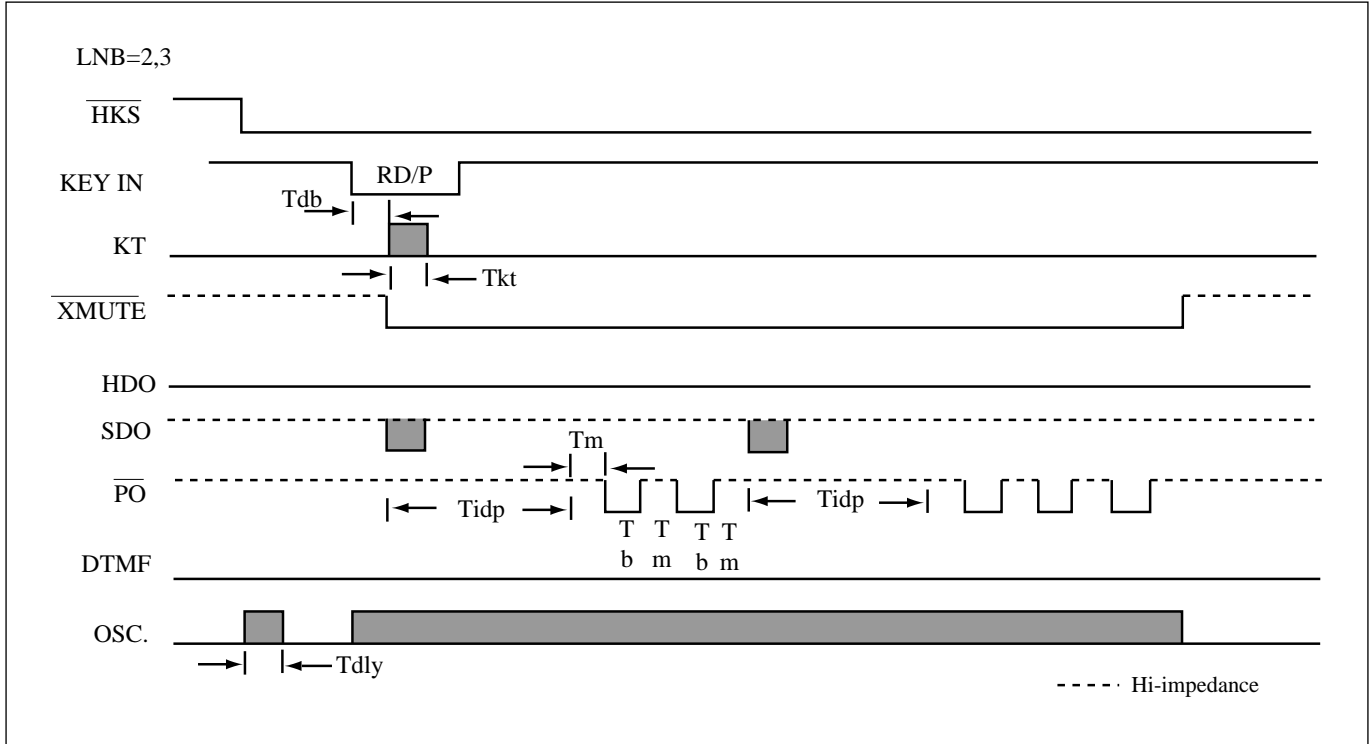 LNB=2,3
HKS
KEY IN
RD/P
Tdb
KT
Tkt
XMUTE
HDO
SDO
Tm
PO
Tidp
Tidp
T T T T
b m b m
DTMF
OSC.
Tdly
Hi-impedance